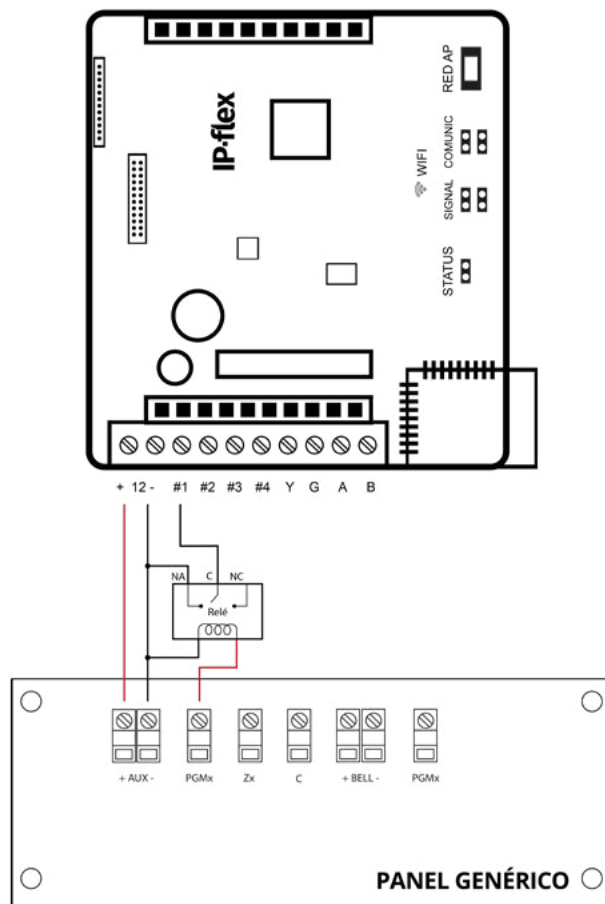 IP-flex
RED AP
COMUNIC
WIFI
SIGNAL
STATUS
+ 12 - #1 #2 #3 #4 Y G A B
NA C NC
Relé
+ AUX - PGMx Zx C + BELL - PGMx
PANEL GENÉRICO